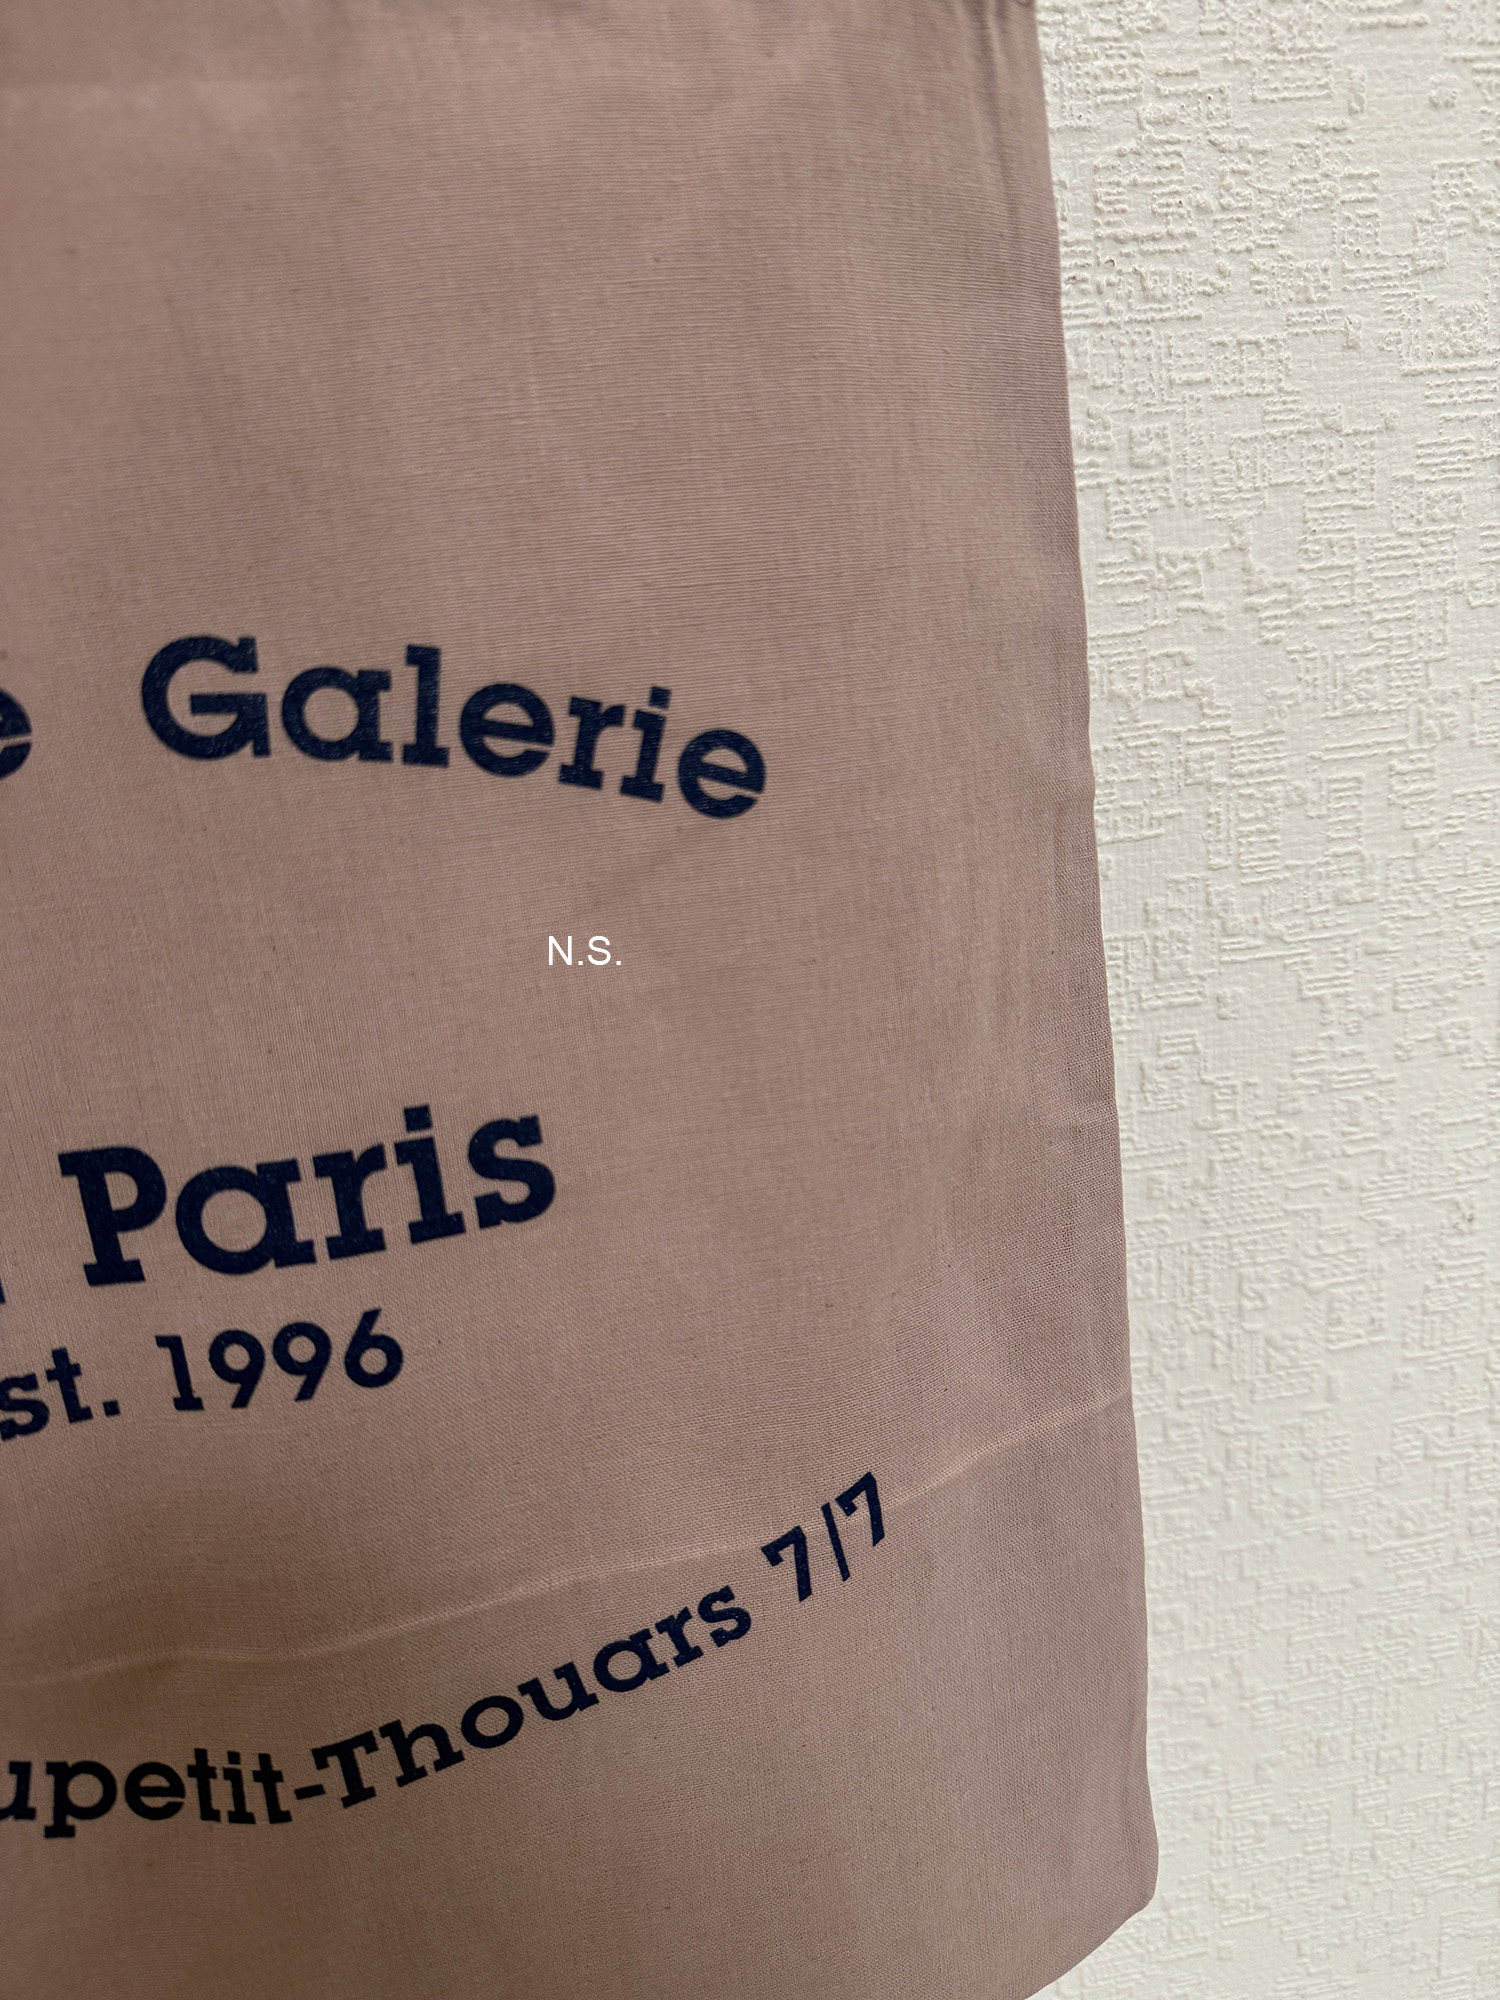 Galerie
N.S.
Paris
st. 1996
upetit-Thouars 7/7